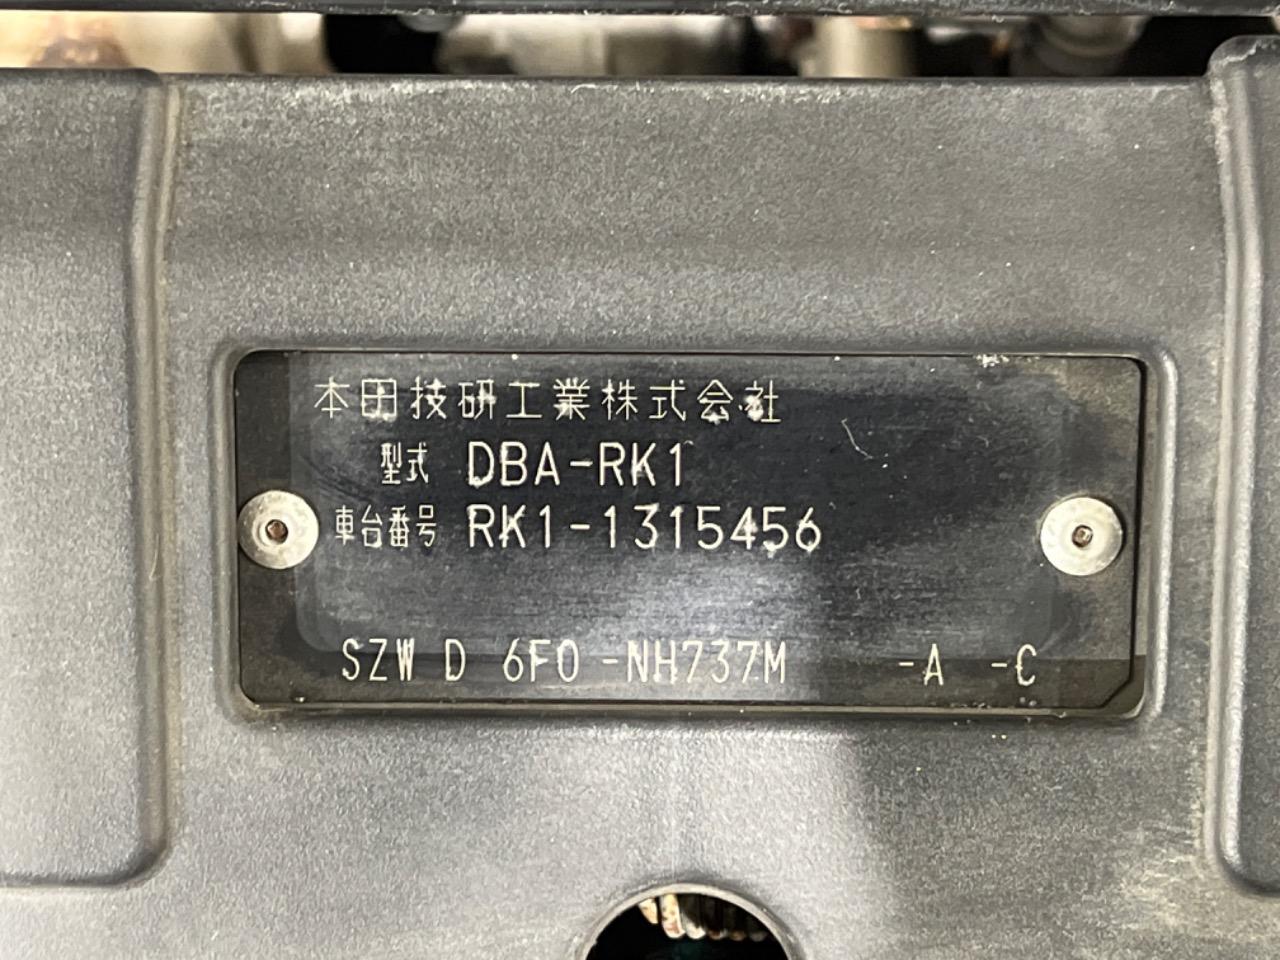 本田技研工業株式会社
型式 DBA-RK1
車台番号 RK1-1315456
SZW D 6F0 -NH737M -A -C